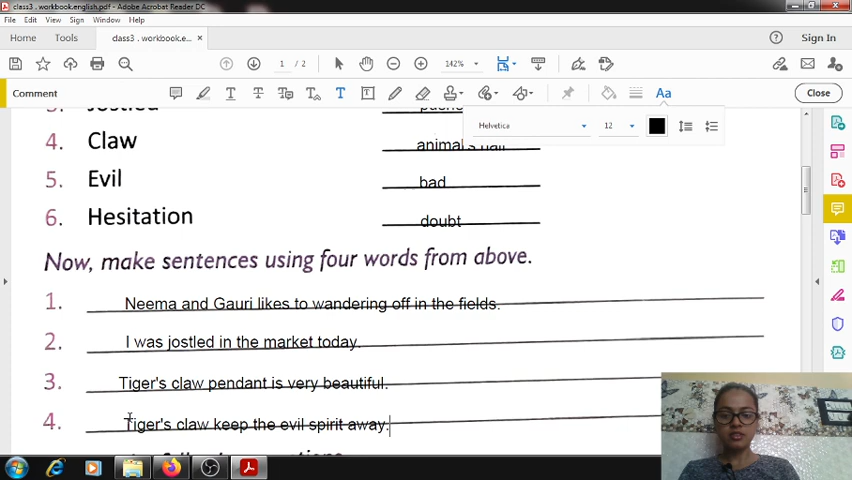 class3 . workbook.english.pdf - Adobe Acrobat Reader DC
File Edit View Sign Window Help
Home Tools class3 . workbook.e... × Sign In
1 / 2 142%
Comment Close
Helvetica 12
4. Claw animal's nail
5. Evil bad
6. Hesitation doubt
Now, make sentences using four words from above.
1. Neema and Gauri likes to wandering off in the fields.
2. I was jostled in the market today.
3. Tiger's claw pendant is very beautiful.
4. Tiger's claw keep the evil spirit away.